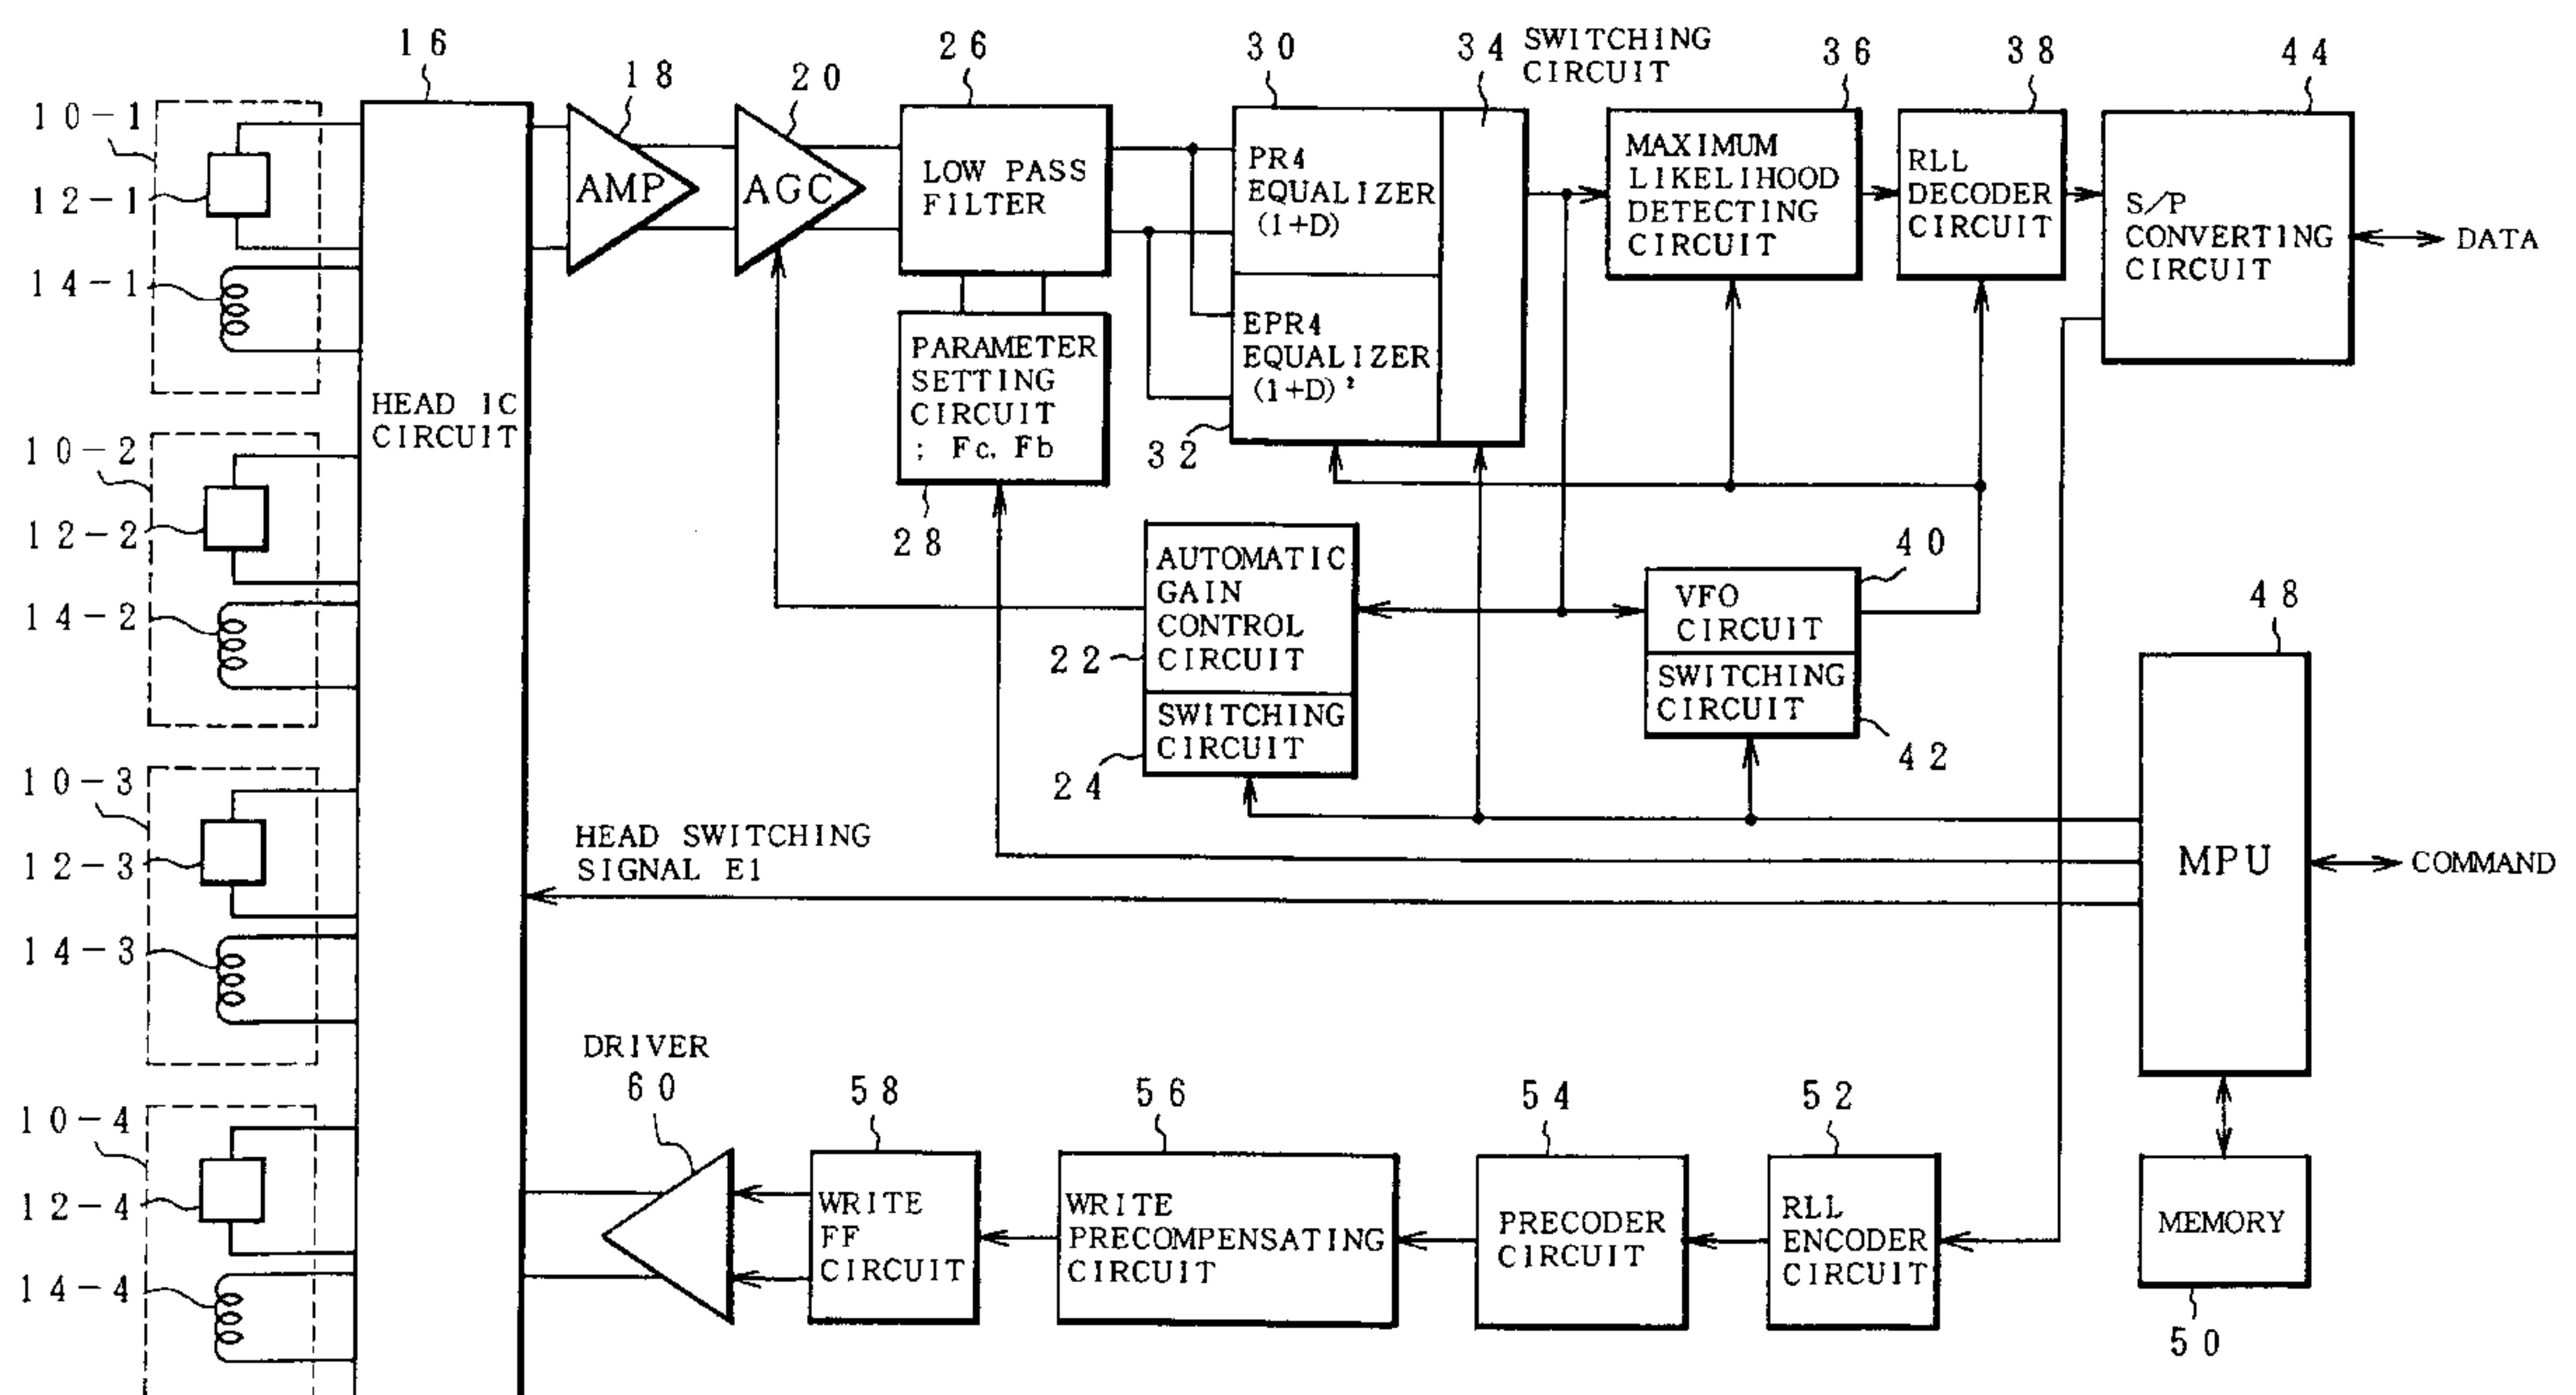 16
18
20
26
30
34
SWITCHING
CIRCUIT
36
38
44
10-1
12-1
14-1
AMP
AGC
LOW PASS
FILTER
PR4
EQUALIZER
(1+D)
MAXIMUM
LIKELIHOOD
DETECTING
CIRCUIT
RLL
DECODER
CIRCUIT
S/P
CONVERTING
CIRCUIT
DATA
EPR4
EQUALIZER
(1+D)²
32
PARAMETER
SETTING
CIRCUIT
; Fc, Fb
28
HEAD IC
CIRCUIT
10-2
12-2
14-2
AUTOMATIC
GAIN
CONTROL
CIRCUIT
22
SWITCHING
CIRCUIT
24
40
VFO
CIRCUIT
SWITCHING
CIRCUIT
42
48
MPU
COMMAND
10-3
12-3
14-3
HEAD SWITCHING
SIGNAL E1
10-4
12-4
14-4
DRIVER
60
58
56
54
52
WRITE
FF
CIRCUIT
WRITE
PRECOMPENSATING
CIRCUIT
PRECODER
CIRCUIT
RLL
ENCODER
CIRCUIT
MEMORY
50